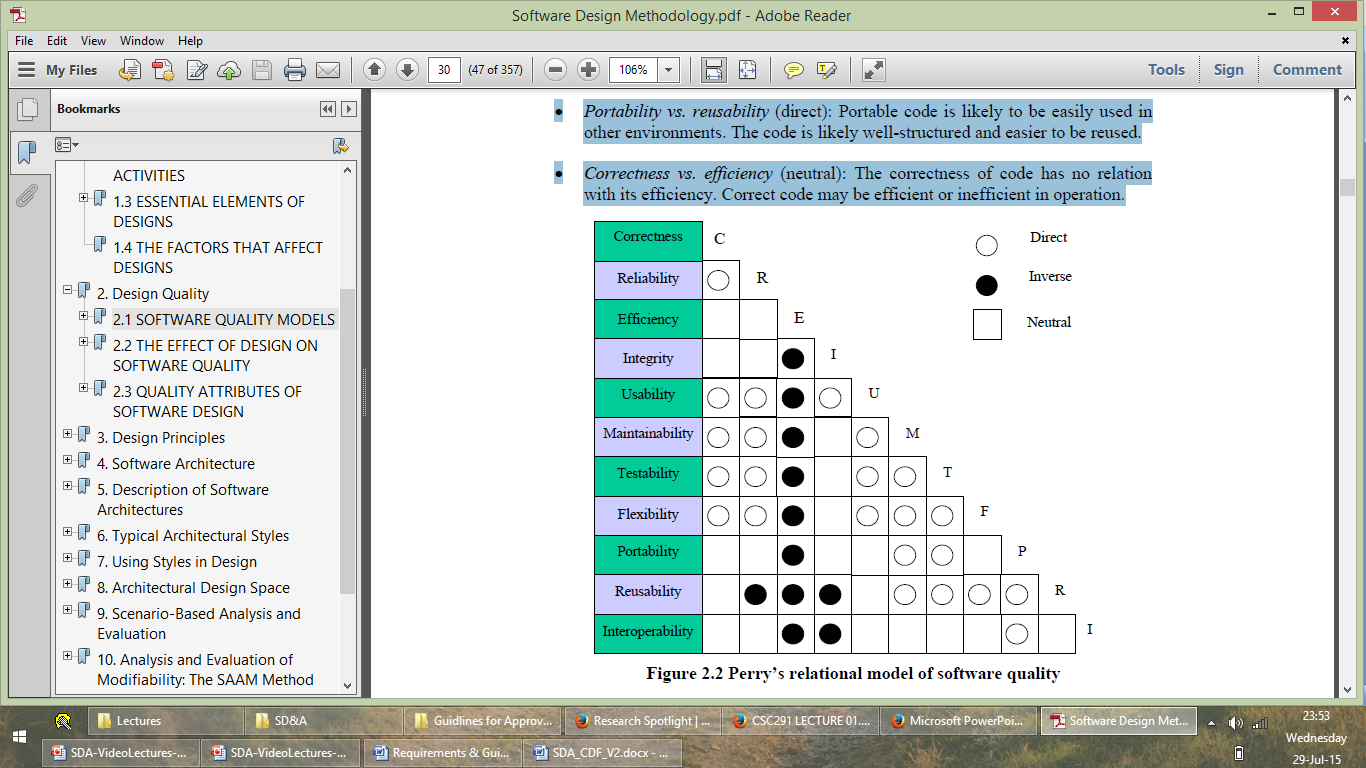 Software Design Methodology.pdf - Adobe Reader
File Edit View Window Help
My Files
30 (47 of 357)
106%
Tools Sign Comment
Bookmarks
ACTIVITIES
1.3 ESSENTIAL ELEMENTS OF
DESIGNS
1.4 THE FACTORS THAT AFFECT
DESIGNS
2. Design Quality
2.1 SOFTWARE QUALITY MODELS
2.2 THE EFFECT OF DESIGN ON
SOFTWARE QUALITY
2.3 QUALITY ATTRIBUTES OF
SOFTWARE DESIGN
3. Design Principles
4. Software Architecture
5. Description of Software
Architectures
6. Typical Architectural Styles
7. Using Styles in Design
8. Architectural Design Space
9. Scenario-Based Analysis and
Evaluation
10. Analysis and Evaluation of
Modifiability: The SAAM Method
• Portability vs. reusability (direct): Portable code is likely to be easily used in
other environments. The code is likely well-structured and easier to be reused.
• Correctness vs. efficiency (neutral): The correctness of code has no relation
with its efficiency. Correct code may be efficient or inefficient in operation.
Correctness C
Reliability R
Efficiency E
Integrity I
Usability U
Maintainability M
Testability T
Flexibility F
Portability P
Reusability R
Interoperability I
Direct
Inverse
Neutral
Figure 2.2 Perry's relational model of software quality
Lectures
SD&A
Guidlines for Approv...
Research Spotlight | ...
CSC291 LECTURE 01....
Microsoft PowerPoi...
Software Design Met...
SDA-VideoLectures-...
SDA-VideoLectures-...
Requirements & Gui...
SDA_CDF_V2.docx - ...
23:53
Wednesday
29-Jul-15